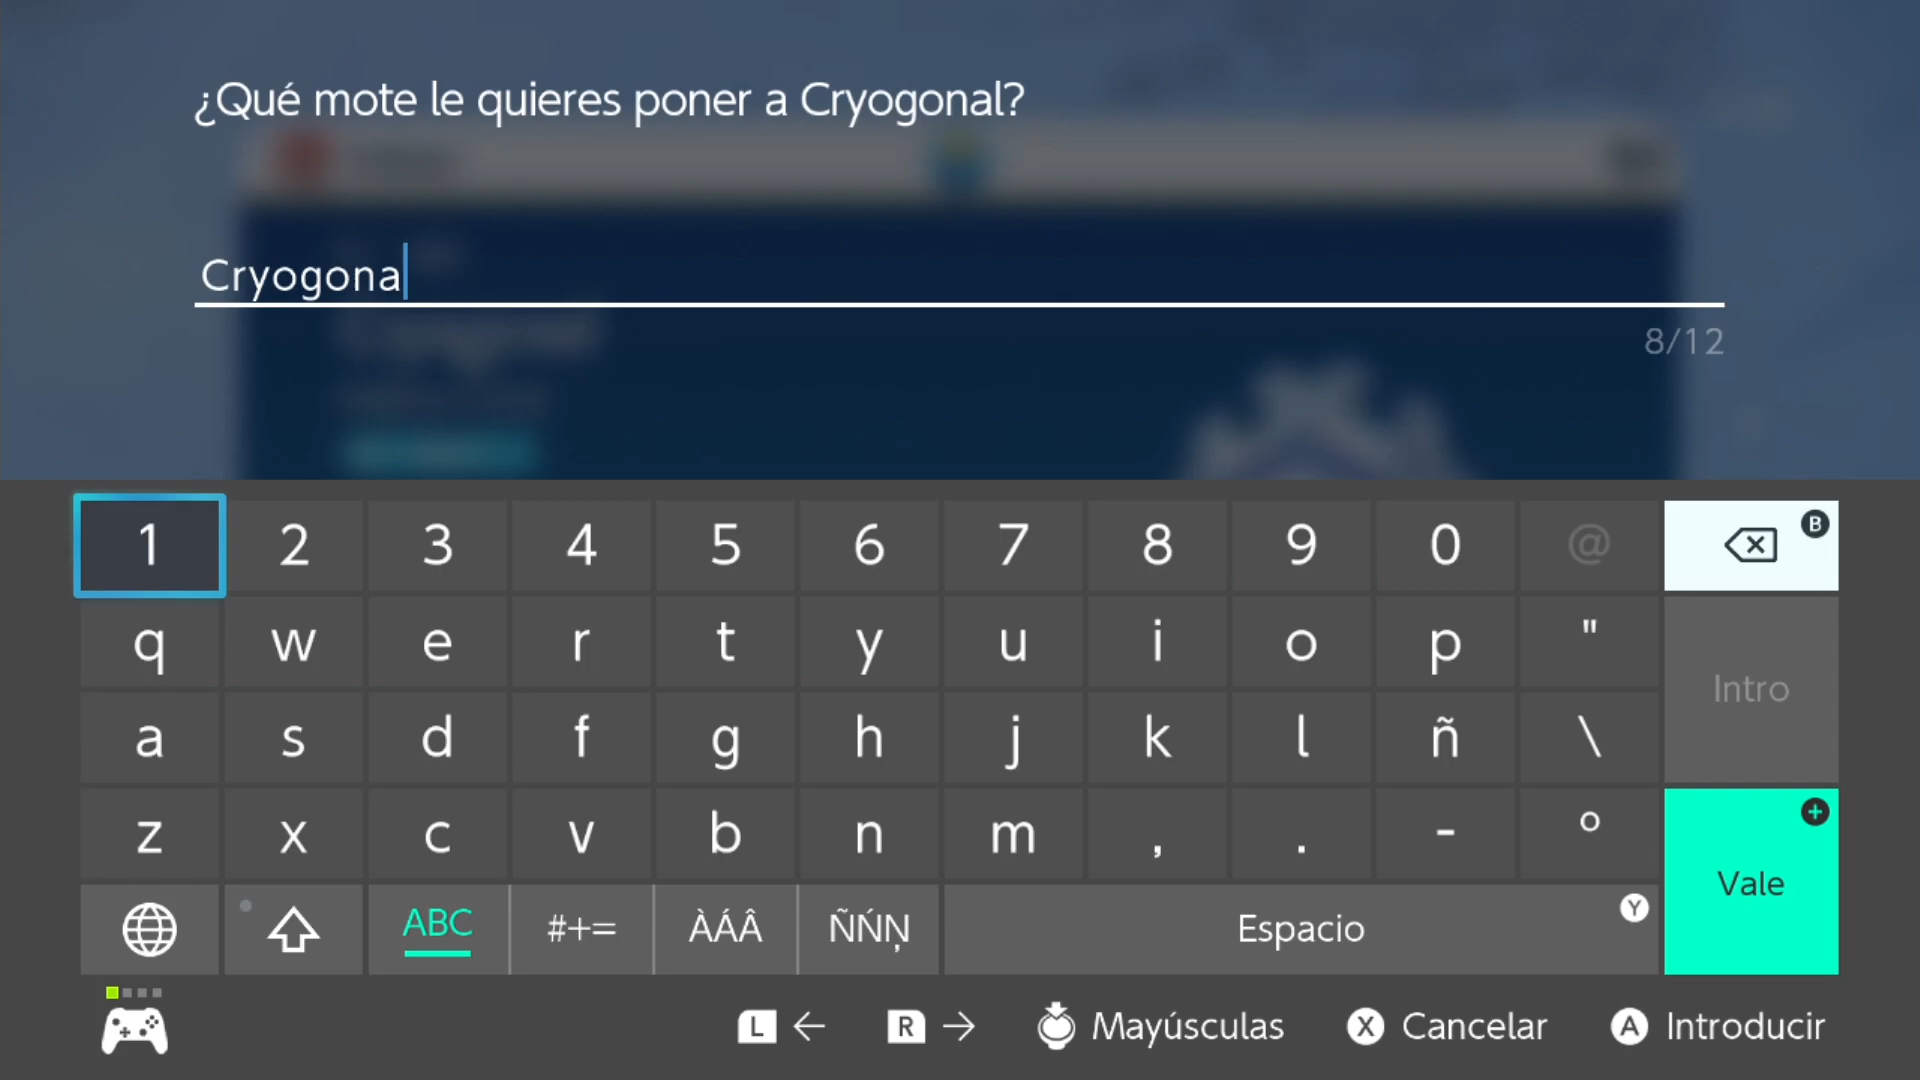 ¿Qué mote le quieres poner a Cryogonal?
Cryogona
8/12
1 2 3 4 5 6 7 8 9 0 @ B
q w e r t y u i o p " Intro
a s d f g h j k l ñ \
z x c v b n m , . - º + Vale
ABC #+= ÀÁÂ ÑŃŅ Espacio Y
L ← R → Mayúsculas X Cancelar A Introducir